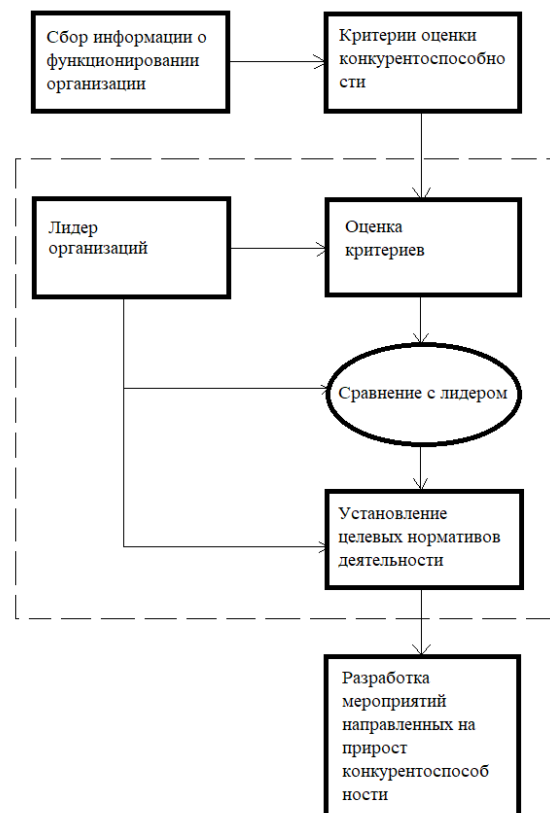 Сбор информации о
функционировании
организации
Критерии оценки
конкурентоспособно
сти
Лидер
организаций
Оценка
критериев
Сравнение с лидером
Установление
целевых нормативов
деятельности
Разработка
мероприятий
направленных на
прирост
конкурентоспособ
ности